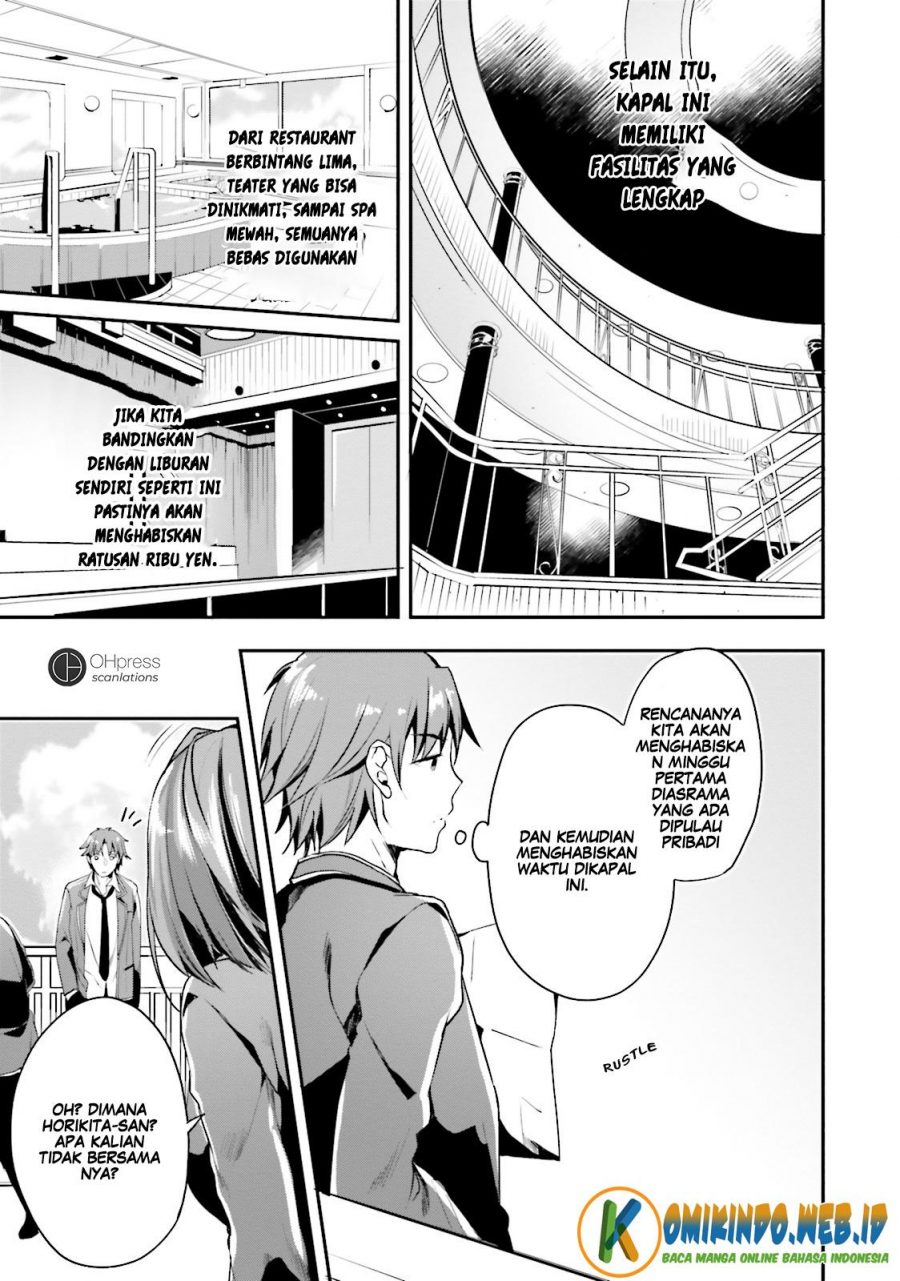 SELAIN ITU,
KAPAL INI
MEMILIKI
FASILITAS YANG
LENGKAP
DARI RESTAURANT
BERBINTANG LIMA,
TEATER YANG BISA
DINIKMATI, SAMPAI SPA
MEWAH, SEMUANYA
BEBAS DIGUNAKAN
JIKA KITA
BANDINGKAN
DENGAN LIBURAN
SENDIRI SEPERTI INI
PASTINYA AKAN
MENGHABISKAN
RATUSAN RIBU YEN.
OHpress
scanlations
RENCANANYA
KITA AKAN
MENGHABISKA
N MINGGU
PERTAMA
DIASRAMA
YANG ADA
DIPULAU
PRIBADI
DAN KEMUDIAN
MENGHABISKAN
WAKTU DIKAPAL
INI.
RUSTLE
OH? DIMANA
HORIKITA-SAN?
APA KALIAN
TIDAK BERSAMA
NYA?
KOMIKINDO.WEB.ID
BACA MANGA ONLINE BAHASA INDONESIA